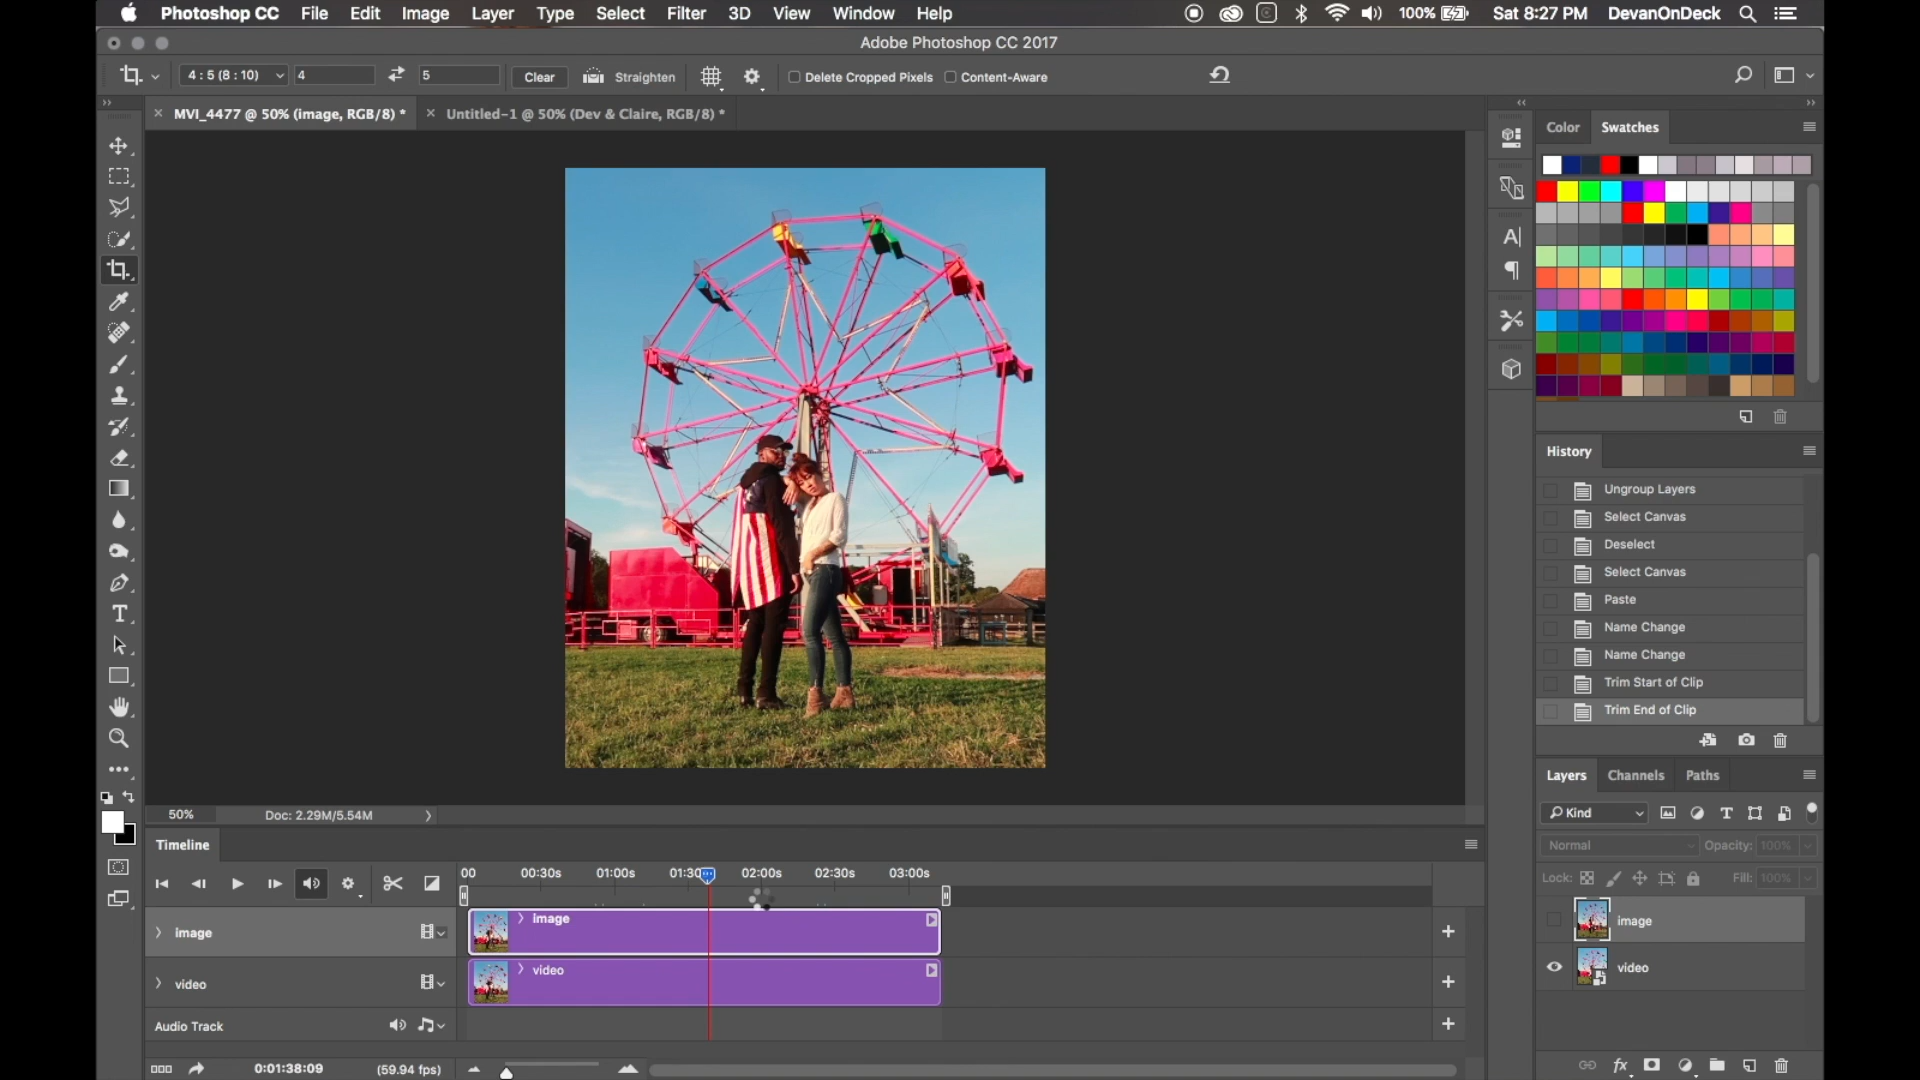 Photoshop CC File Edit Image Layer Type Select Filter 3D View Window Help 100% Sat 8:27 PM DevanOnDeck
Adobe Photoshop CC 2017
4 : 5 (8 : 10) 4 5 Clear Straighten Delete Cropped Pixels Content-Aware
MVI_4477 @ 50% (image, RGB/8) * Untitled-1 @ 50% (Dev & Claire, RGB/8) *
Color Swatches
History
Ungroup Layers
Select Canvas
Deselect
Select Canvas
Paste
Name Change
Name Change
Trim Start of Clip
Trim End of Clip
Layers Channels Paths
Kind
Normal Opacity: 100%
Lock: Fill: 100%
image
video
50% Doc: 2.29M/5.54M
Timeline
00 00:30s 01:00s 01:30 02:00s 02:30s 03:00s
image image
video video
Audio Track
0:01:38:09 (59.94 fps)